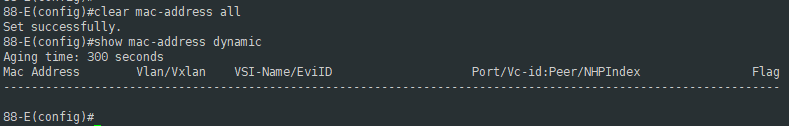 88-E(config)#clear mac-address all
Set successfully.
88-E(config)#show mac-address dynamic
Aging time: 300 seconds
Mac Address Vlan/Vxlan VSI-Name/EviID Port/Vc-id:Peer/NHPIndex Flag
----------------------------------------------------------------------------------------------------------------
88-E(config)#_